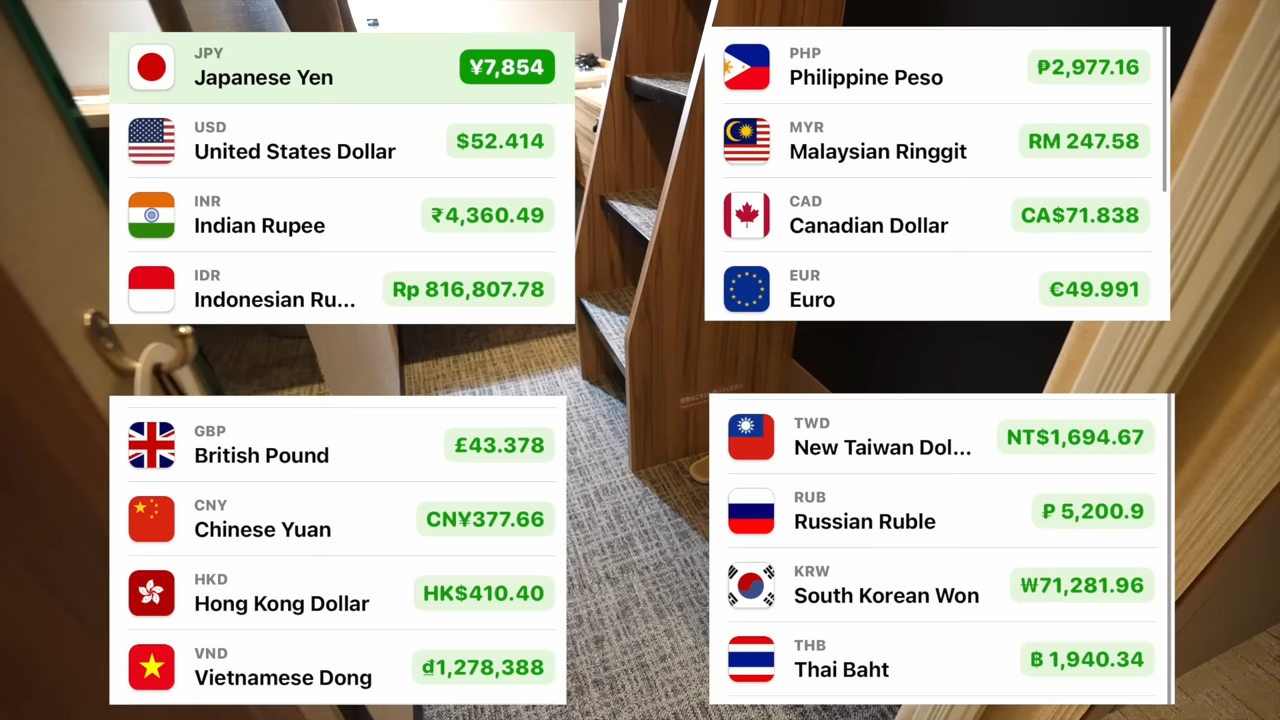 JPY
Japanese Yen
¥7,854
USD
United States Dollar
$52.414
INR
Indian Rupee
₹4,360.49
IDR
Indonesian Ru...
Rp 816,807.78
PHP
Philippine Peso
₱2,977.16
MYR
Malaysian Ringgit
RM 247.58
CAD
Canadian Dollar
CA$71.838
EUR
Euro
€49.991
GBP
British Pound
£43.378
CNY
Chinese Yuan
CN¥377.66
HKD
Hong Kong Dollar
HK$410.40
VND
Vietnamese Dong
₫1,278,388
TWD
New Taiwan Dol...
NT$1,694.67
RUB
Russian Ruble
₽ 5,200.9
KRW
South Korean Won
₩71,281.96
THB
Thai Baht
฿ 1,940.34